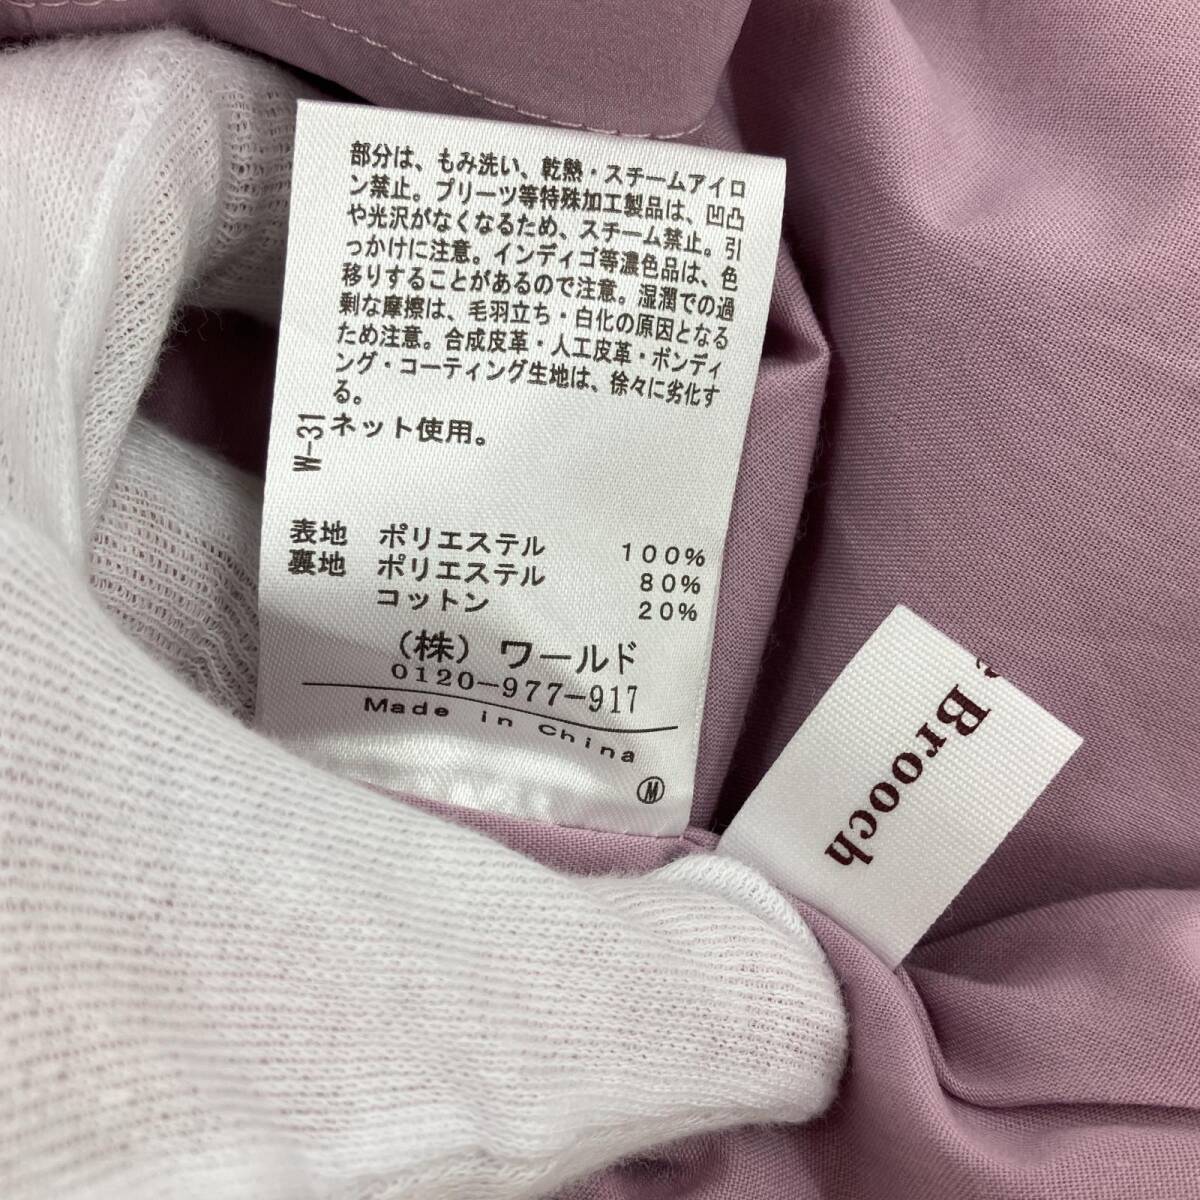 部分は、もみ洗い、乾熱・スチームアイロ
ン禁止。プリーツ等特殊加工製品は、凹凸
や光沢がなくなるため、スチーム禁止。引
っかけに注意。インディゴ等濃色品は、色
移りすることがあるので注意。湿潤での過
剰な摩擦は、毛羽立ち・白化の原因となる
ため注意。合成皮革・人工皮革・ボンディ
ング・コーティング生地は、徐々に劣化す
る。
ネット使用。
W-31
表地 ポリエステル 100%
裏地 ポリエステル 80%
コットン 20%
(株) ワールド
0120-977-917
Made in China
M
Brooch